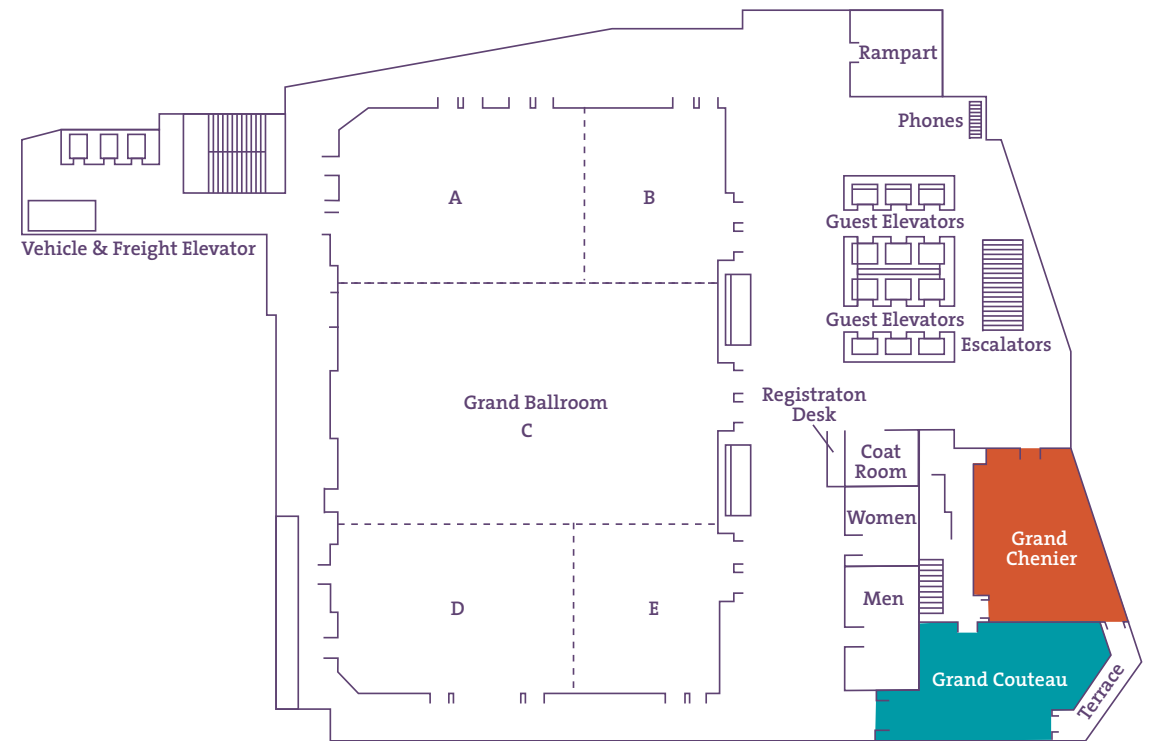 Rampart
Phones
A
B
Guest Elevators
Vehicle & Freight Elevator
Guest Elevators
Escalators
Grand Ballroom
C
Registraton
Desk
Coat
Room
Women
Grand
Chenier
D
E
Men
Grand Couteau
Terrace